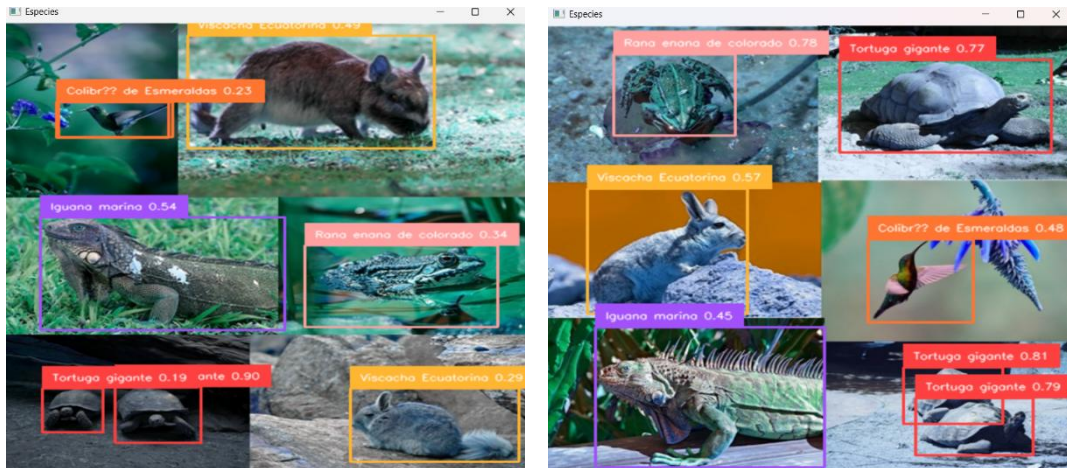 Especies
Viscacha Ecuatorina 0.49
Colibr?? de Esmeraldas 0.23
Iguana marina 0.54
Rana enana de colorado 0.34
Tortuga gigante 0.19
ante 0.90
Viscacha Ecuatorina 0.29
Especies
Rana enana de colorado 0.78
Tortuga gigante 0.77
Viscacha Ecuatorina 0.57
Colibr?? de Esmeraldas 0.48
Iguana marina 0.45
Tortuga gigante 0.81
Tortuga gigante 0.79